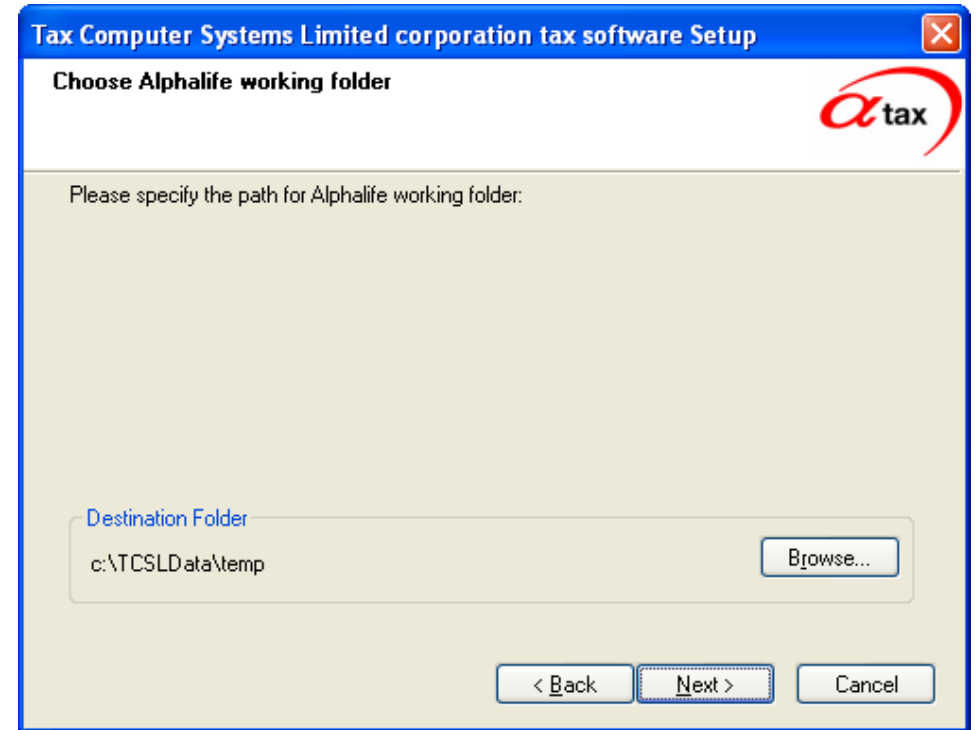 Tax Computer Systems Limited corporation tax software Setup
Choose Alphalife working folder
α tax
Please specify the path for Alphalife working folder:
Destination Folder
c:\TCSLData\temp
Browse...
< Back Next > Cancel